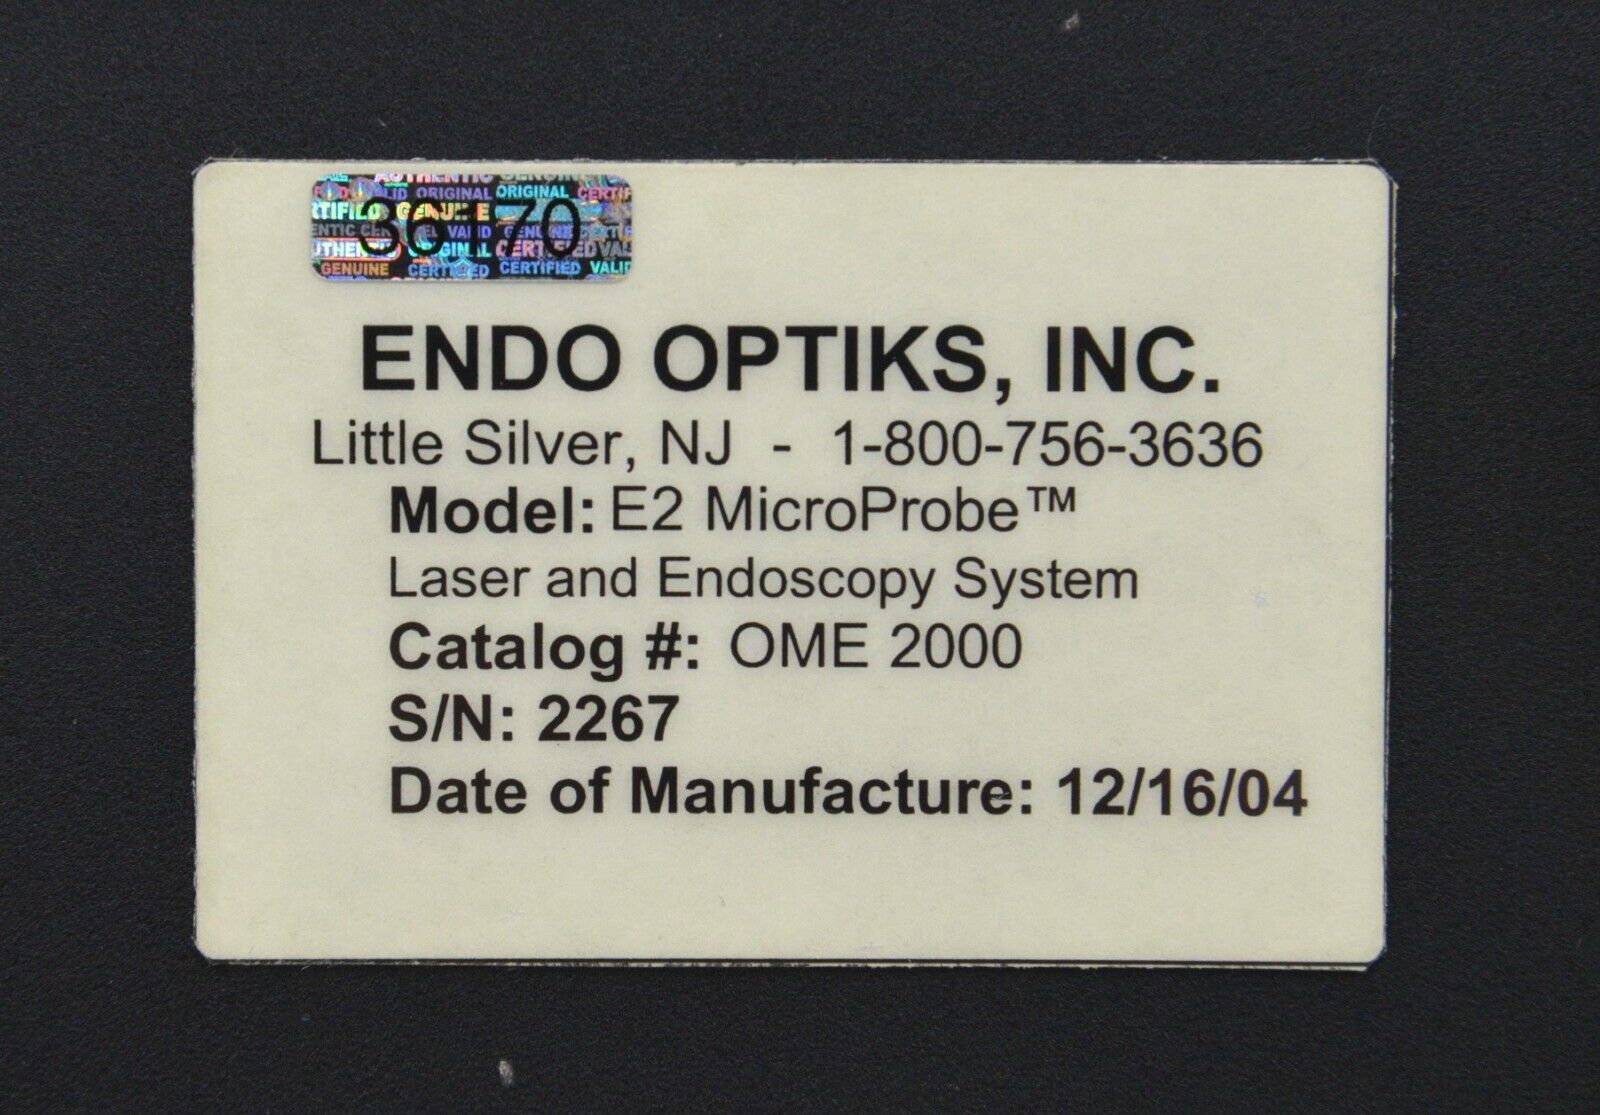 36170
ENDO OPTIKS, INC.
Little Silver, NJ - 1-800-756-3636
Model: E2 MicroProbe™
Laser and Endoscopy System
Catalog #: OME 2000
S/N: 2267
Date of Manufacture: 12/16/04